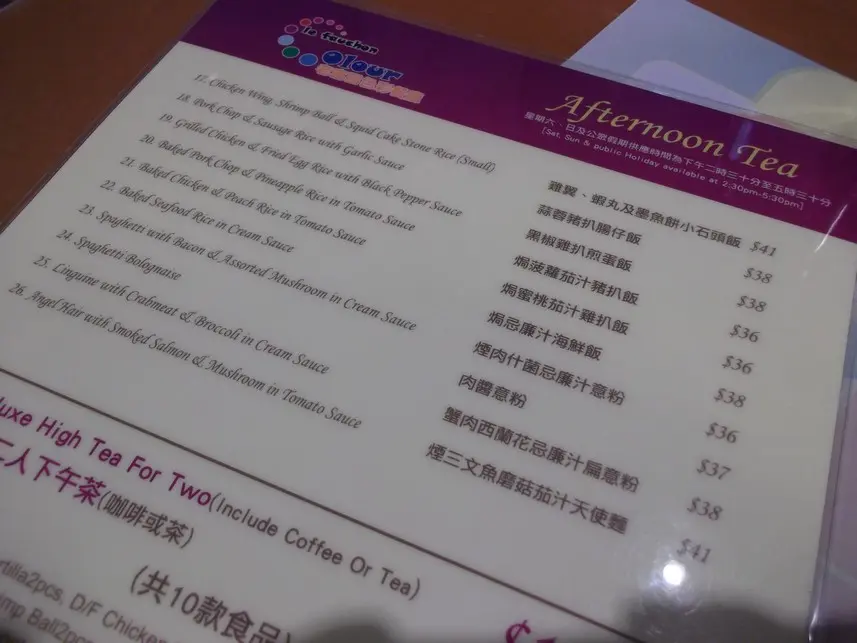 le fauchon
Olour
Afternoon Tea
星期六、日及公眾假期供應時間為下午二時三十分至五時三十分
[Sat, Sun & public Holiday available at 2:30pm-5:30pm]
17. Chicken Wing, Shrimp Ball & Squid Cake Stone Rice (Small) 雞翼、蝦丸及墨魚餅小石頭飯 $41
18. Pork Chop & Sausage Rice with Garlic Sauce 蒜蓉豬扒腸仔飯 $38
19. Grilled Chicken & Fried Egg Rice with Black Pepper Sauce 黑椒雞扒煎蛋飯 $38
20. Baked Pork Chop & Pineapple Rice in Tomato Sauce 焗菠蘿茄汁豬扒飯 $36
21. Baked Chicken & Peach Rice in Tomato Sauce 焗蜜桃茄汁雞扒飯 $36
22. Baked Seafood Rice in Cream Sauce 焗忌廉汁海鮮飯 $38
23. Spaghetti with Bacon & Assorted Mushroom in Cream Sauce 煙肉什菌忌廉汁意粉 $36
24. Spaghetti Bolognaise 肉醬意粉 $37
25. Linguine with Crabmeat & Broccoli in Cream Sauce 蟹肉西蘭花忌廉汁扁意粉 $38
26. Angel Hair with Smoked Salmon & Mushroom in Tomato Sauce 煙三文魚磨菇茄汁天使麵 $41
High Tea For Two(Include Coffee Or Tea)
二人下午茶(咖啡或茶)
(共10款食品)
2pcs, D/F Chicken
Ball2pcs